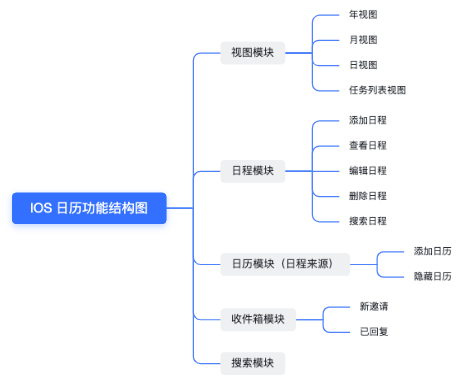 IOS 日历功能结构图
视图模块
年视图
月视图
日视图
任务列表视图
日程模块
添加日程
查看日程
编辑日程
删除日程
搜索日程
日历模块（日程来源）
添加日历
隐藏日历
收件箱模块
新邀请
已回复
搜索模块